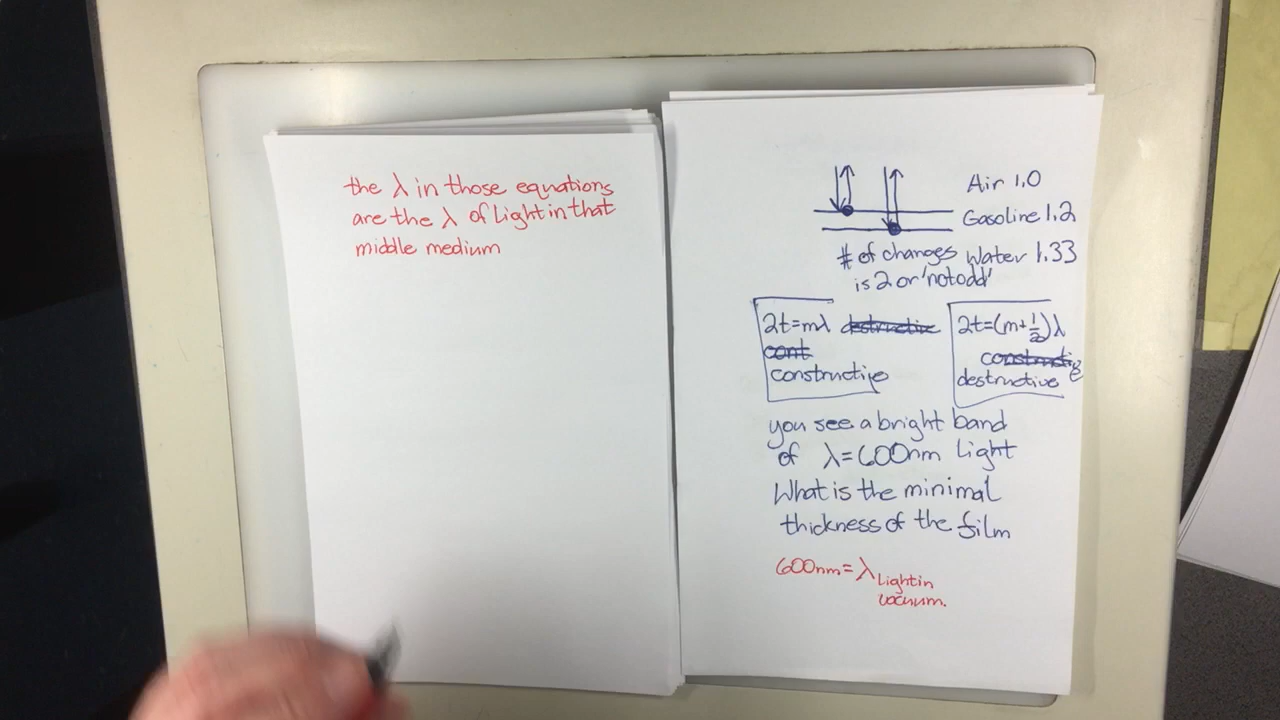 the λ in those equations
are the λ of Light in that
middle medium
Air 1.0
Gasoline 1.2
# of changes Water 1.33
is 2 or 'not odd'
2t=mλ destructive
cont
constructive
2t=(m+1/2)λ
constructive
destructive
you see a bright band
of λ=600nm Light
What is the minimal
thickness of the film
600nm=λ Light in
vacuum.